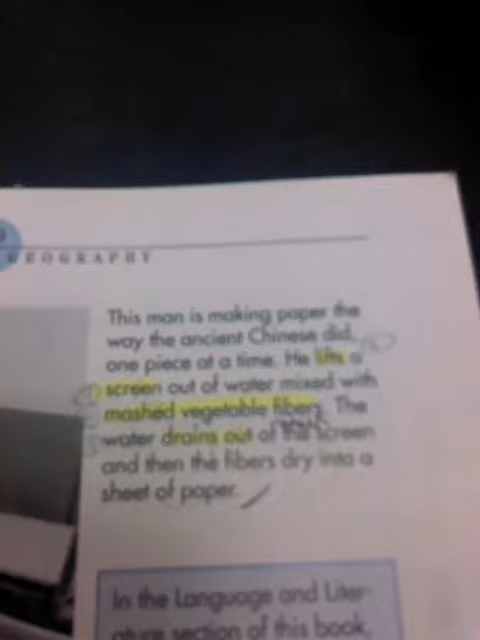 GEOGRAPHY
This man is making paper the
way the ancient Chinese did,
one piece at a time. He lifts a
screen out of water mixed with
mashed vegetable fibers. The
water drains out of the screen
and then the fibers dry into a
sheet of paper.
In the Language and Liter-
ature section of this book,